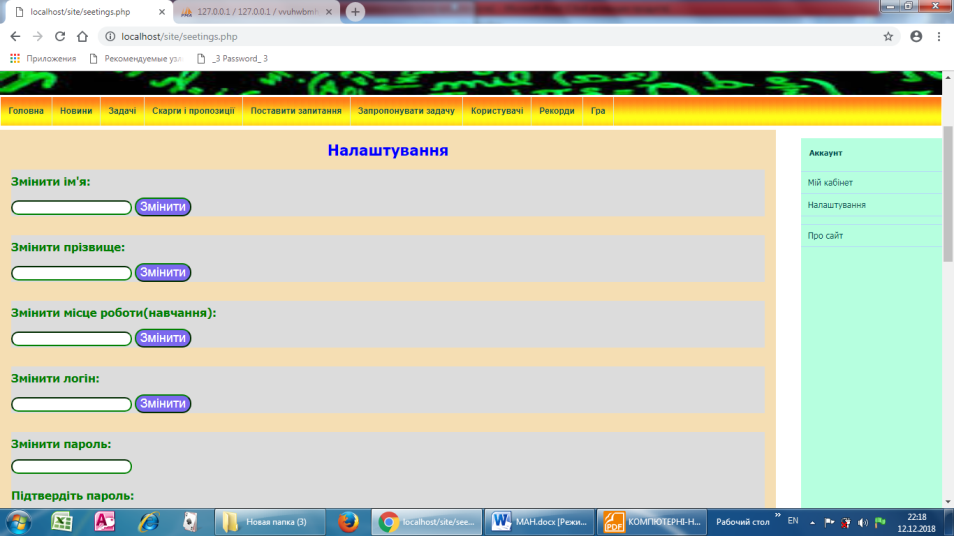 localhost/site/seetings.php
127.0.0.1 / 127.0.0.1 / vvuhwbmh
localhost/site/seetings.php
Приложения
Рекомендуемые узл
_3 Password_ 3
Головна
Новини
Задачі
Скарги і пропозиції
Поставити запитання
Запропонувати задачу
Користувачі
Рекорди
Гра
Налаштування
Аккаунт
Мій кабінет
Налаштування
Про сайт
Змінити ім'я:
Змінити
Змінити прізвище:
Змінити
Змінити місце роботи(навчання):
Змінити
Змінити логін:
Змінити
Змінити пароль:
Підтвердіть пароль:
Новая папка (3)
localhost/site/see...
МАН.docx [Режи...
КОМПЮТЕРНІ-Н...
Рабочий стол
EN
22:18
12.12.2018